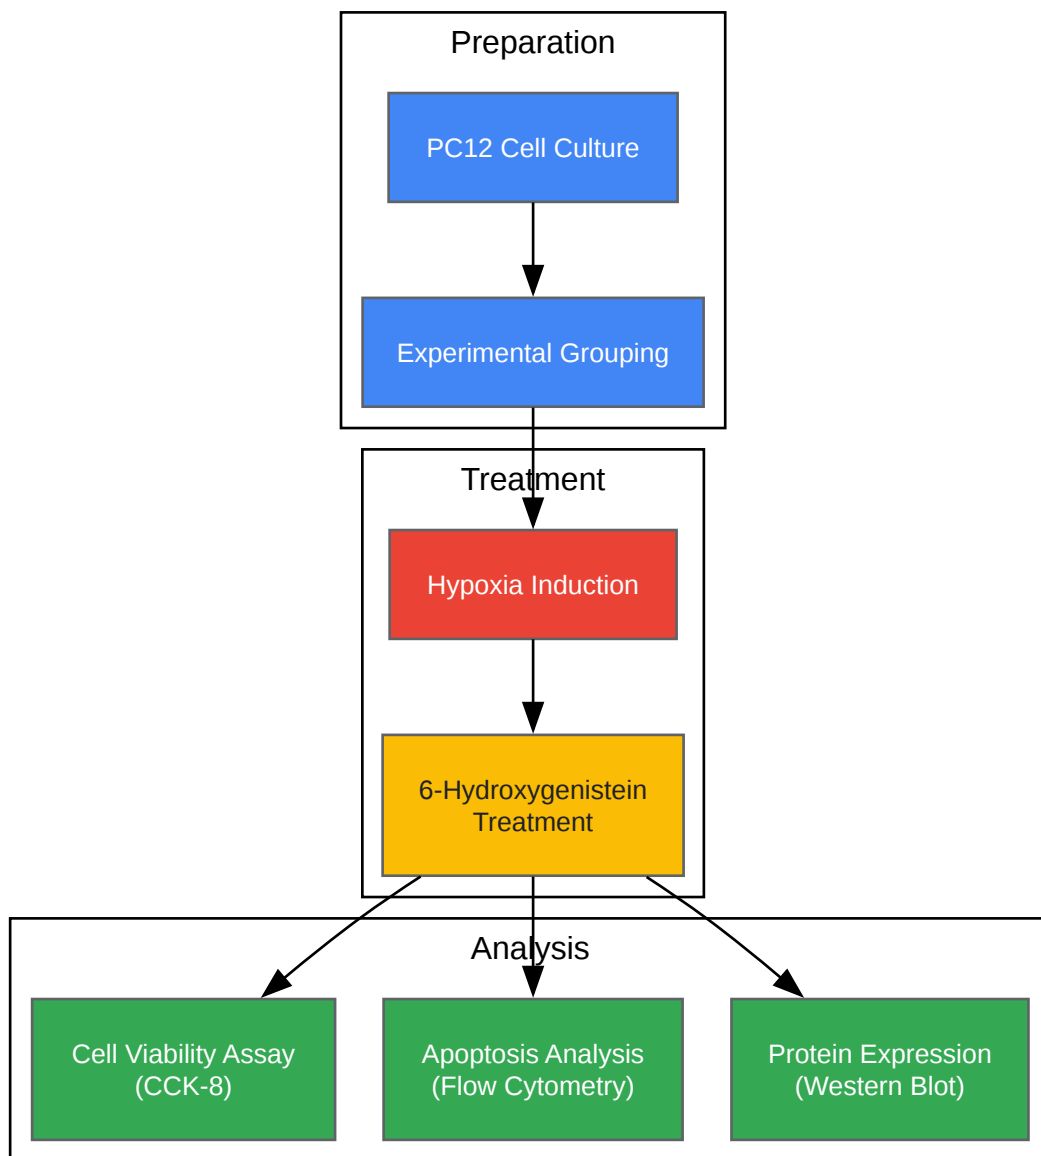 Preparation
PC12 Cell Culture
Experimental Grouping
Treatment
Hypoxia Induction
6-Hydroxygenistein
Treatment
Analysis
Cell Viability Assay
(CCK-8)
Apoptosis Analysis
(Flow Cytometry)
Protein Expression
(Western Blot)